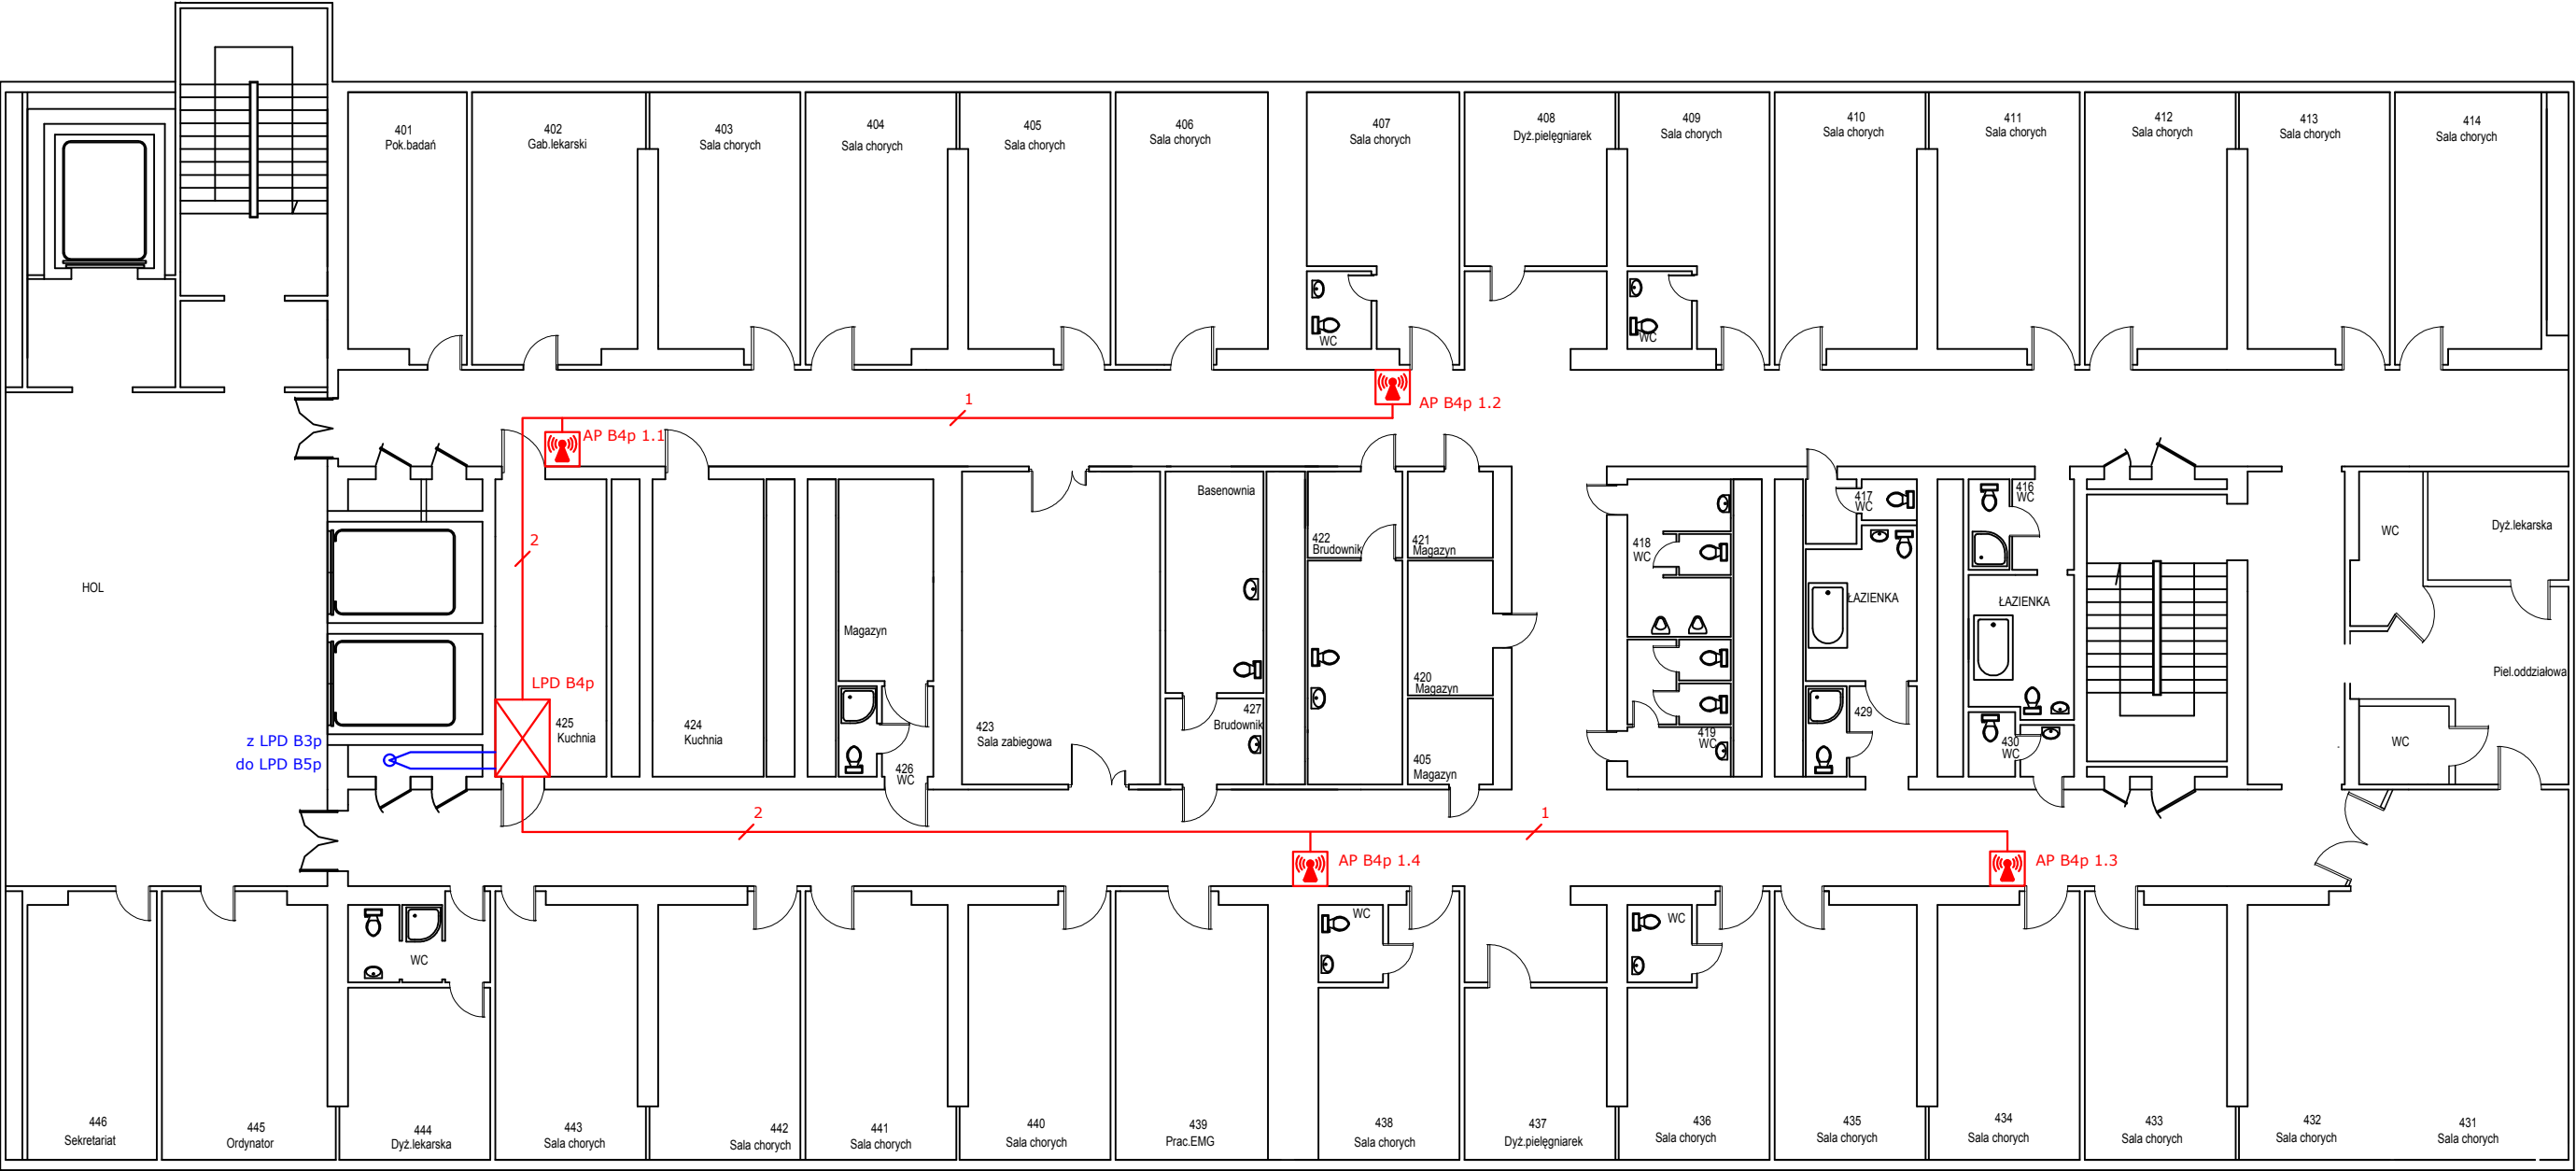 401
Pok.badań
402
Gab.lekarski
403
Sala chorych
404
Sala chorych
405
Sala chorych
406
Sala chorych
407
Sala chorych
408
Dyż.pielęgniarek
409
Sala chorych
410
Sala chorych
411
Sala chorych
412
Sala chorych
413
Sala chorych
414
Sala chorych
WC
WC
1
AP B4p 1.2
AP B4p 1.1
2
HOL
LPD B4p
z LPD B3p
do LPD B5p
425
Kuchnia
424
Kuchnia
Magazyn
426
WC
423
Sala zabiegowa
Basenownia
427
Brudownik
422
Brudownik
421
Magazyn
420
Magazyn
405
Magazyn
418
WC
419
WC
417
WC
ŁAZIENKA
429
416
WC
ŁAZIENKA
430
WC
WC
Dyż.lekarska
Piel.oddziałowa
WC
2
1
AP B4p 1.4
AP B4p 1.3
WC
WC
WC
446
Sekretariat
445
Ordynator
444
Dyż.lekarska
443
Sala chorych
442
Sala chorych
441
Sala chorych
440
Sala chorych
439
Prac.EMG
438
Sala chorych
437
Dyż.pielęgniarek
436
Sala chorych
435
Sala chorych
434
Sala chorych
433
Sala chorych
432
Sala chorych
431
Sala chorych